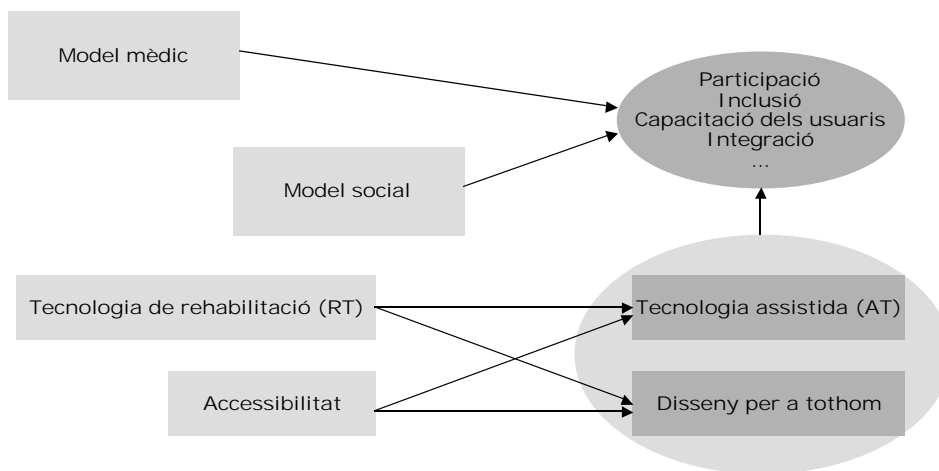 Model mèdic
Participació
Inclusió
Capacitació dels usuaris
Integració
...
Model social
Tecnologia de rehabilitació (RT)
Tecnologia assistida (AT)
Accessibilitat
Disseny per a tothom